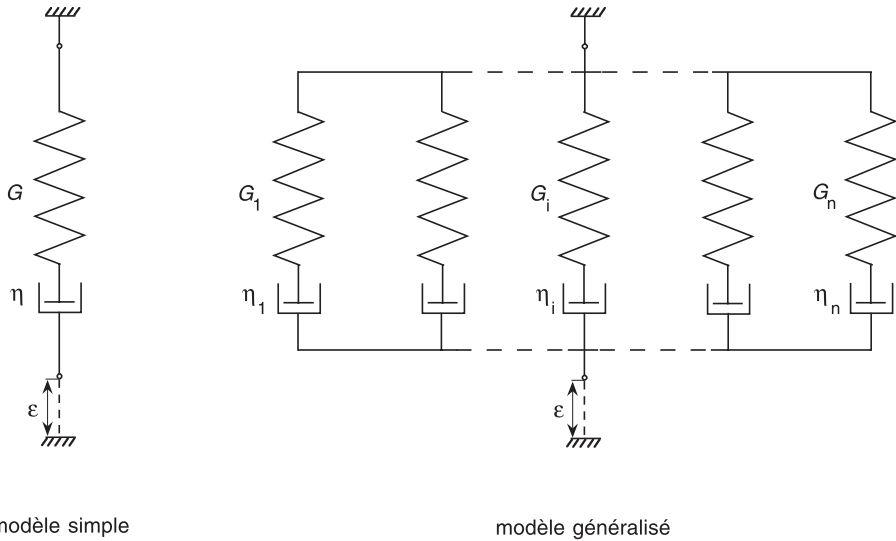 G
η
ε
G1
η1
Gi
ηi
ε
Gn
ηn
modèle simple
modèle généralisé